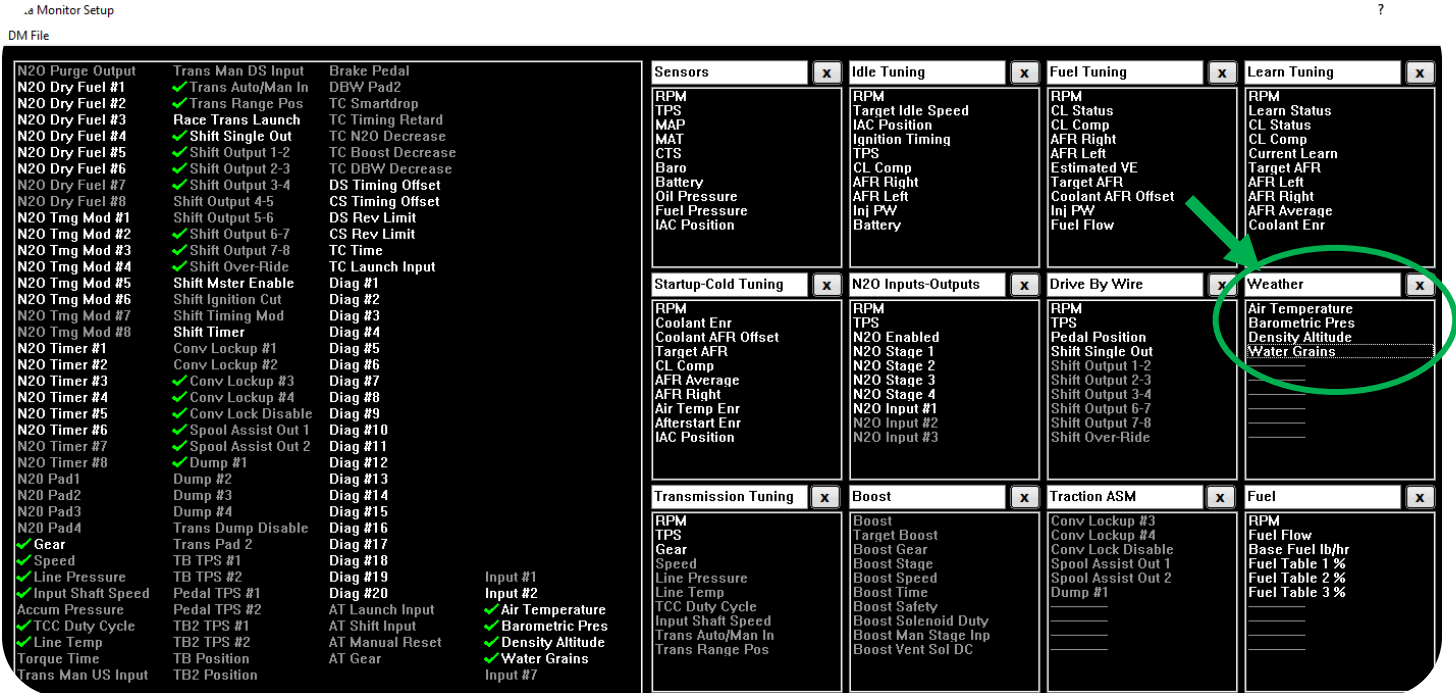 a Monitor Setup
?
DM File
N2O Purge Output
N2O Dry Fuel #1
N2O Dry Fuel #2
N2O Dry Fuel #3
N2O Dry Fuel #4
N2O Dry Fuel #5
N2O Dry Fuel #6
N2O Dry Fuel #7
N2O Dry Fuel #8
N2O Tmg Mod #1
N2O Tmg Mod #2
N2O Tmg Mod #3
N2O Tmg Mod #4
N2O Tmg Mod #5
N2O Tmg Mod #6
N2O Tmg Mod #7
N2O Tmg Mod #8
N2O Timer #1
N2O Timer #2
N2O Timer #3
N2O Timer #4
N2O Timer #5
N2O Timer #6
N2O Timer #7
N2O Timer #8
N20 Pad1
N20 Pad2
N20 Pad3
N20 Pad4
Gear
Speed
Line Pressure
Input Shaft Speed
Accum Pressure
TCC Duty Cycle
Line Temp
Torque Time
Trans Man US Input
Trans Man DS Input
Trans Auto/Man In
Trans Range Pos
Race Trans Launch
Shift Single Out
Shift Output 1-2
Shift Output 2-3
Shift Output 3-4
Shift Output 4-5
Shift Output 5-6
Shift Output 6-7
Shift Output 7-8
Shift Over-Ride
Shift Mster Enable
Shift Ignition Cut
Shift Timing Mod
Shift Timer
Conv Lockup #1
Conv Lockup #2
Conv Lockup #3
Conv Lockup #4
Conv Lock Disable
Spool Assist Out 1
Spool Assist Out 2
Dump #1
Dump #2
Dump #3
Dump #4
Trans Dump Disable
Trans Pad 2
TB TPS #1
TB TPS #2
Pedal TPS #1
Pedal TPS #2
TB2 TPS #1
TB2 TPS #2
TB Position
TB2 Position
Brake Pedal
DBW Pad2
TC Smartdrop
TC Timing Retard
TC N2O Decrease
TC Boost Decrease
TC DBW Decrease
DS Timing Offset
CS Timing Offset
DS Rev Limit
CS Rev Limit
TC Time
TC Launch Input
Diag #1
Diag #2
Diag #3
Diag #4
Diag #5
Diag #6
Diag #7
Diag #8
Diag #9
Diag #10
Diag #11
Diag #12
Diag #13
Diag #14
Diag #15
Diag #16
Diag #17
Diag #18
Diag #19
Diag #20
AT Launch Input
AT Shift Input
AT Manual Reset
AT Gear
Input #1
Input #2
Air Temperature
Barometric Pres
Density Altitude
Water Grains
Input #7
Sensors
x
RPM
TPS
MAP
MAT
CTS
Baro
Battery
Oil Pressure
Fuel Pressure
IAC Position
Idle Tuning
x
RPM
Target Idle Speed
IAC Position
Ignition Timing
TPS
CL Comp
AFR Right
AFR Left
Inj PW
Battery
Fuel Tuning
x
RPM
CL Status
CL Comp
AFR Right
AFR Left
Estimated VE
Target AFR
Coolant AFR Offset
Inj PW
Fuel Flow
Learn Tuning
x
RPM
Learn Status
CL Status
CL Comp
Current Learn
Target AFR
AFR Left
AFR Right
AFR Average
Coolant Enr
Startup-Cold Tuning
x
RPM
Coolant Enr
Coolant AFR Offset
Target AFR
CL Comp
AFR Average
AFR Right
Air Temp Enr
Afterstart Enr
IAC Position
N2O Inputs-Outputs
x
RPM
TPS
N2O Enabled
N2O Stage 1
N2O Stage 2
N2O Stage 3
N2O Stage 4
N2O Input #1
N2O Input #2
N2O Input #3
Drive By Wire
x
RPM
TPS
Pedal Position
Shift Single Out
Shift Output 1-2
Shift Output 2-3
Shift Output 3-4
Shift Output 6-7
Shift Output 7-8
Shift Over-Ride
Weather
x
Air Temperature
Barometric Pres
Density Altitude
Water Grains
Transmission Tuning
x
RPM
TPS
Gear
Speed
Line Pressure
Line Temp
TCC Duty Cycle
Input Shaft Speed
Trans Auto/Man In
Trans Range Pos
Boost
x
Boost
Target Boost
Boost Gear
Boost Stage
Boost Speed
Boost Time
Boost Safety
Boost Solenoid Duty
Boost Man Stage Inp
Boost Vent Sol DC
Traction ASM
x
Conv Lockup #3
Conv Lockup #4
Conv Lock Disable
Spool Assist Out 1
Spool Assist Out 2
Dump #1
Fuel
x
RPM
Fuel Flow
Base Fuel lb/hr
Fuel Table 1 %
Fuel Table 2 %
Fuel Table 3 %